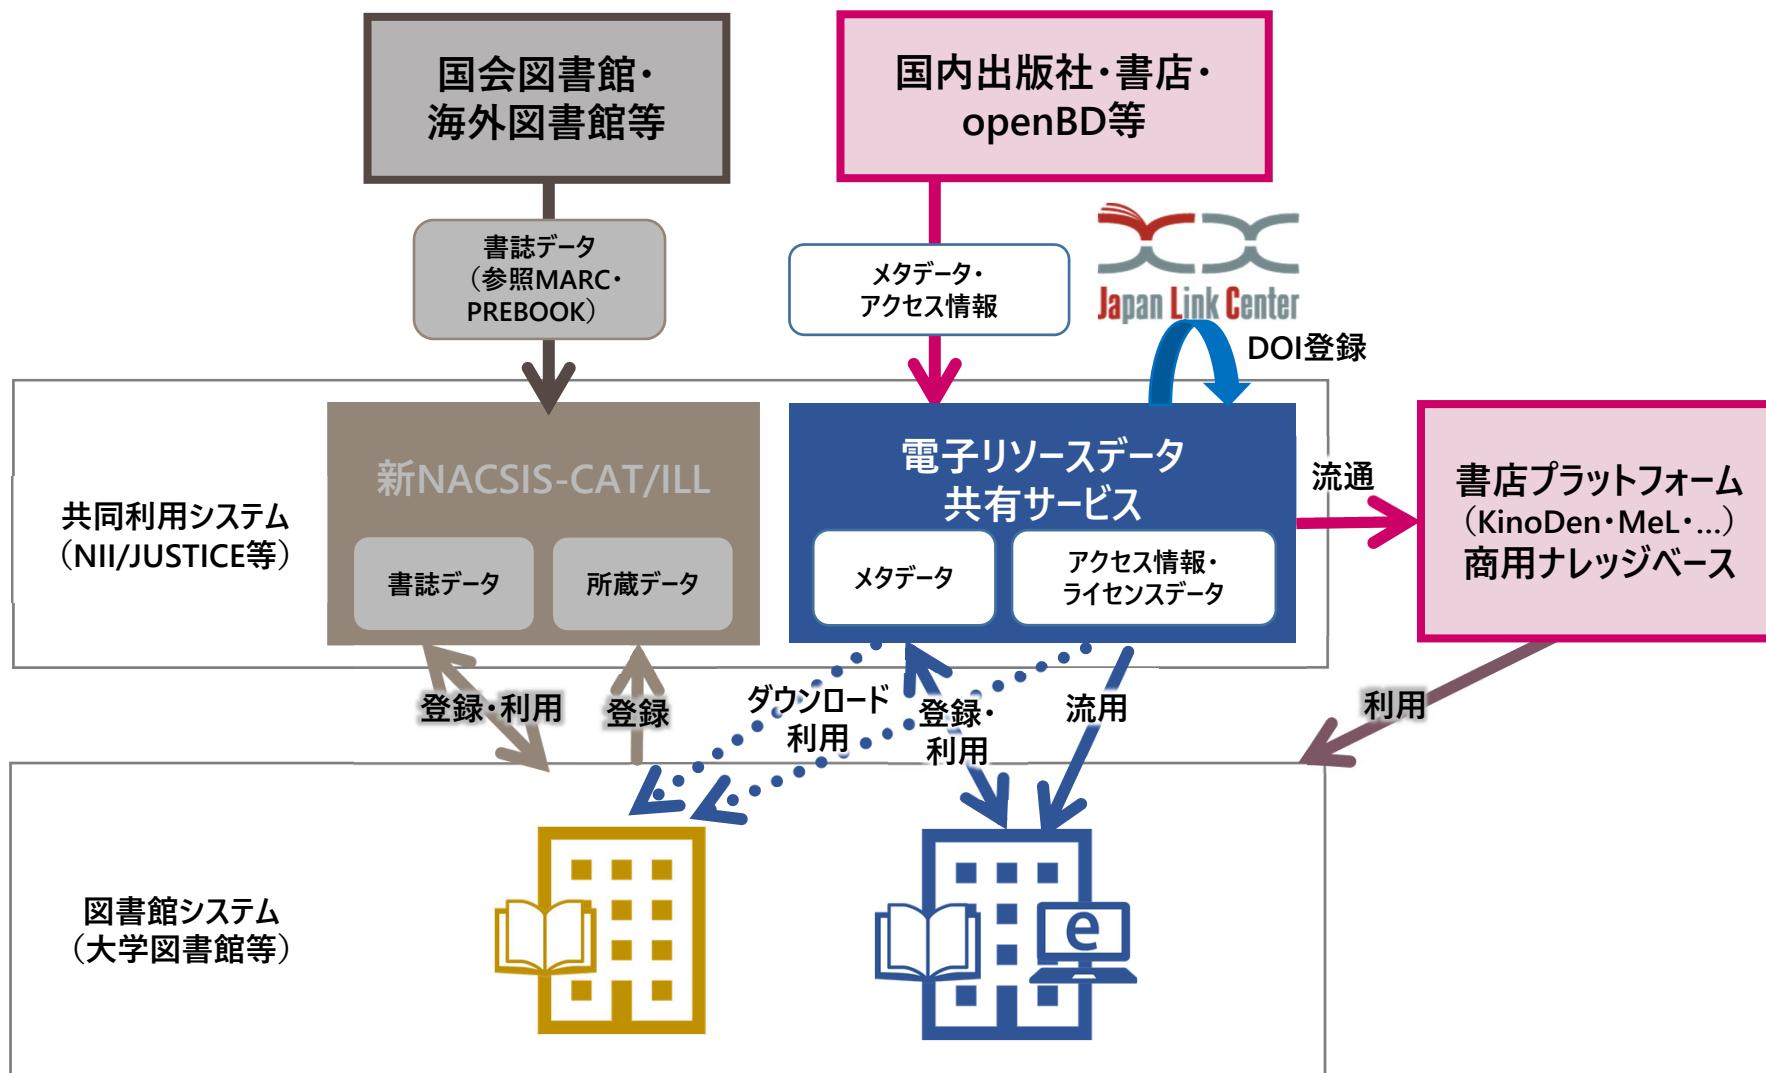 国会図書館・
海外図書館等
国内出版社・書店・
openBD等
書誌データ
（参照MARC・
PREBOOK）
メタデータ・
アクセス情報
Japan Link Center
DOI登録
共同利用システム
（NII/JUSTICE等）
新NACSIS-CAT/ILL
書誌データ
所蔵データ
電子リソースデータ
共有サービス
メタデータ
アクセス情報・
ライセンスデータ
流通
書店プラットフォーム
（KinoDen・MeL・…）
商用ナレッジベース
登録・利用
登録
ダウンロード
利用
登録・
利用
流用
利用
図書館システム
（大学図書館等）
e